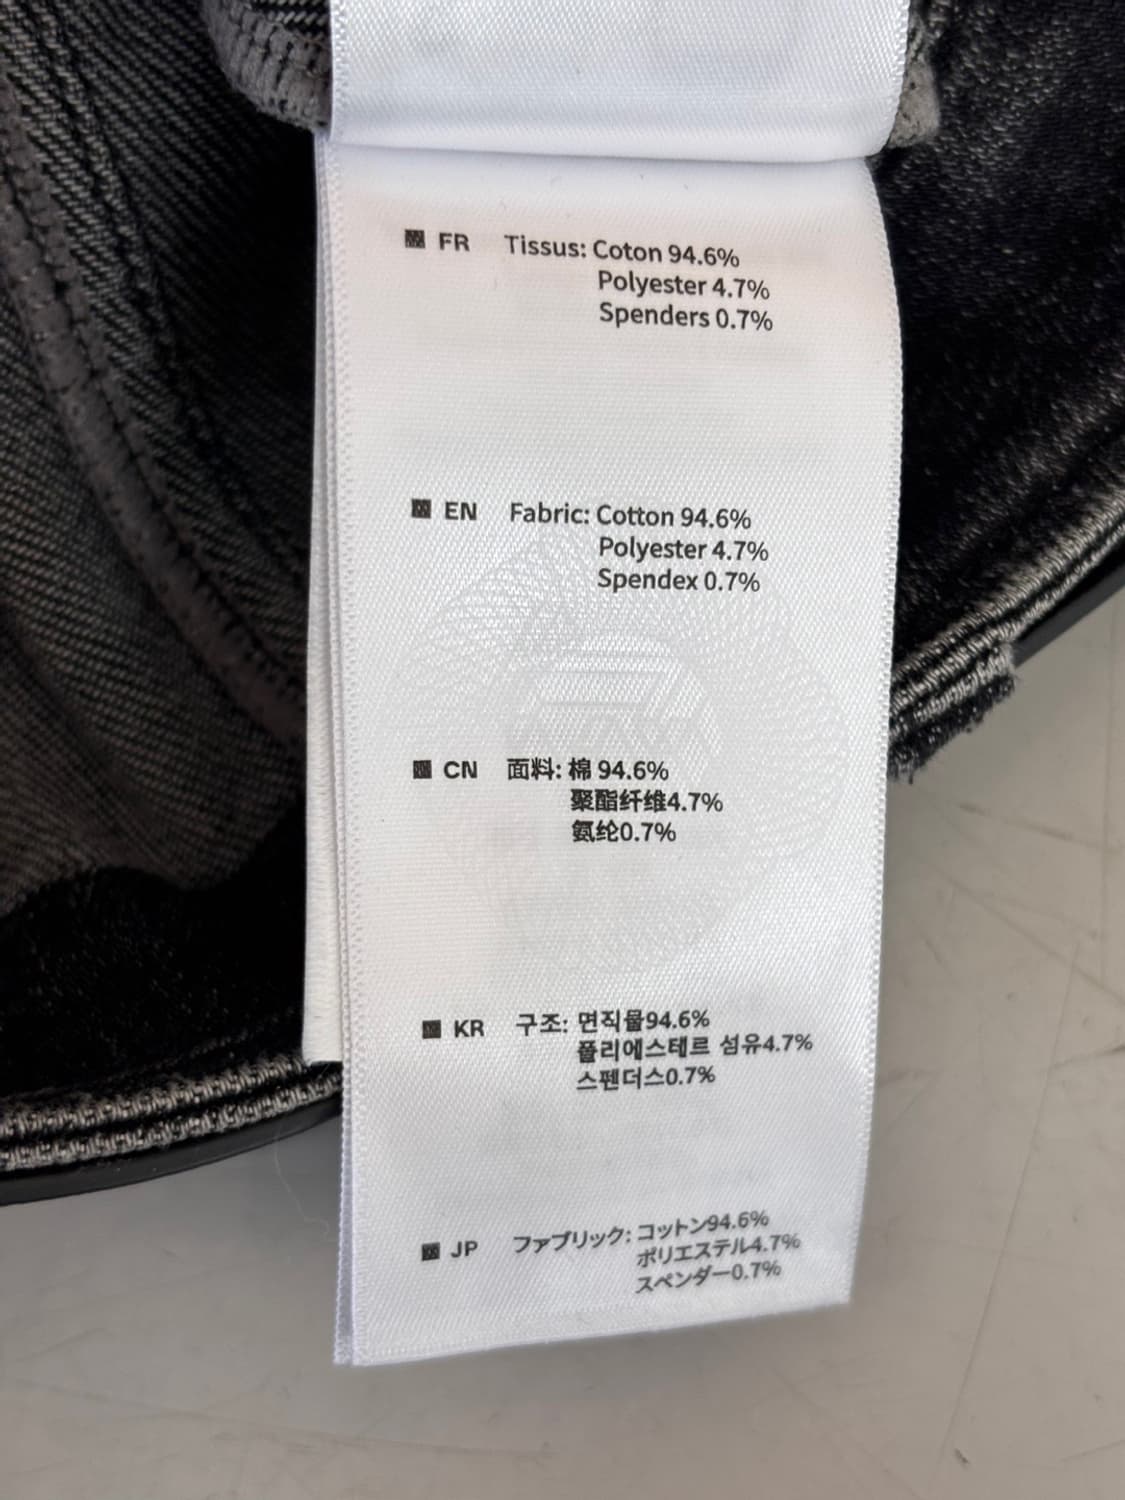 FR Tissus: Coton 94.6%
Polyester 4.7%
Spenders 0.7%
EN Fabric: Cotton 94.6%
Polyester 4.7%
Spendex 0.7%
CN 面料: 棉 94.6%
聚酯纤维4.7%
氨纶0.7%
KR 구조: 면직물94.6%
폴리에스테르 섬유4.7%
스펜더스0.7%
JP ファブリック: コットン94.6%
ポリエステル4.7%
スペンダー0.7%